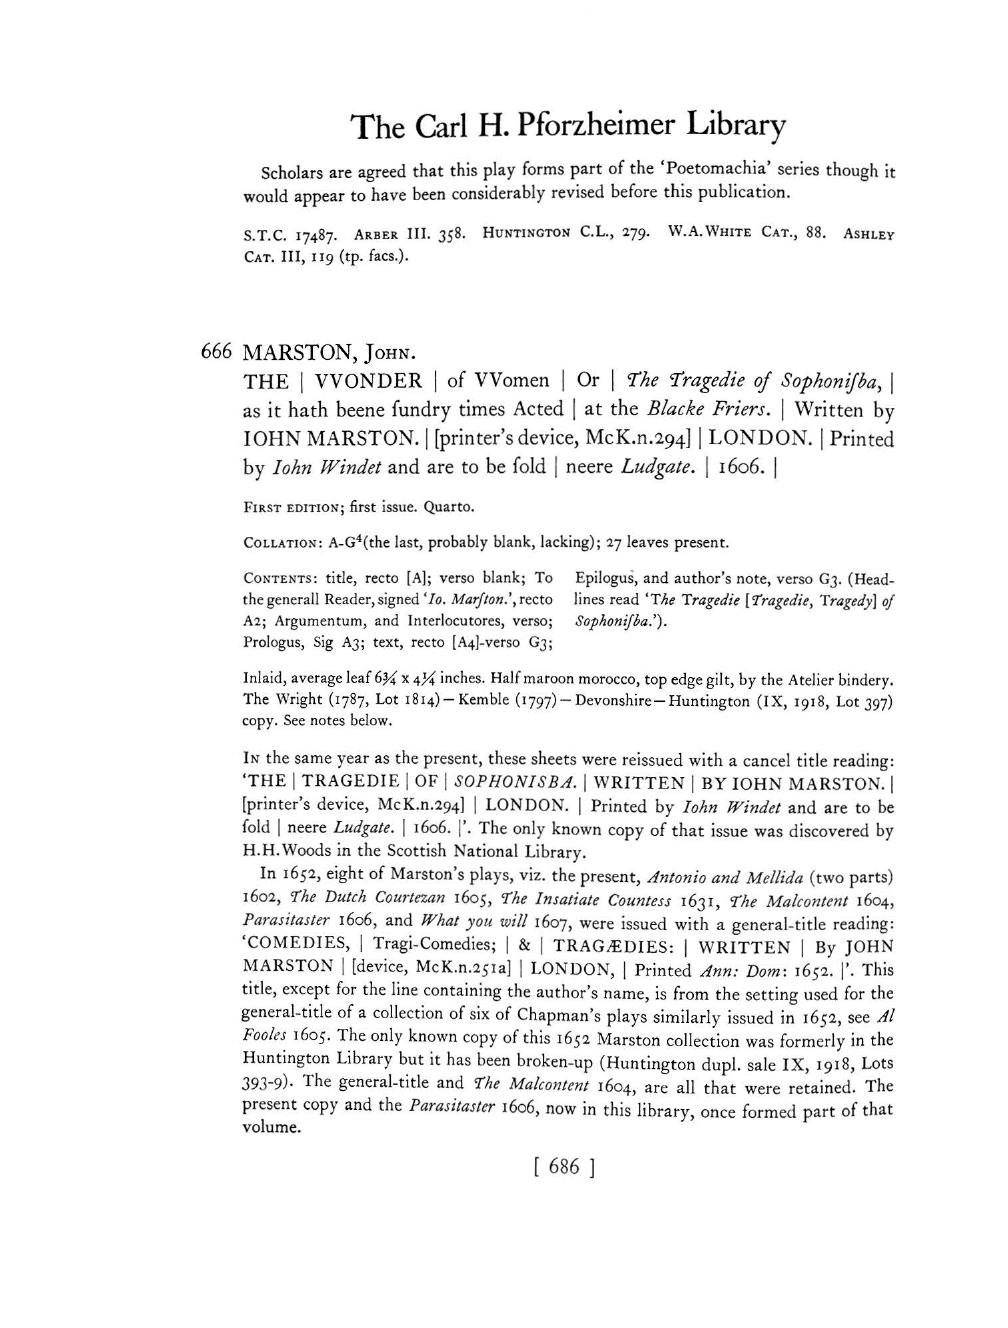 The Carl H. Pforzheimer Library
Scholars are agreed that this play forms part of the ‘Poetomachia’ series though it
would appear to have been considerably revised before this publication.
S.T.C. 17487. Arber III. 358. Huntington C.L., 279. W.A.White Cat., 88. Ashley
Cat. III, 119 (tp. facs.).
666 MARSTON, John.
THE | VVONDER | of VVomen | Or | The Tragedie of Sophoniſba, |
as it hath beene ſundry times Acted | at the Blacke Friers. | Written by
IOHN MARSTON. | [printer’s device, McK.n.294] | LONDON. | Printed
by Iohn Windet and are to be ſold | neere Ludgate. | 1606. |
First edition; first issue. Quarto.
Collation: A-G⁴(the last, probably blank, lacking); 27 leaves present.
Contents: title, recto [A]; verso blank; To
the generall Reader, signed ‘Io. Marſton.’, recto
A2; Argumentum, and Interlocutores, verso;
Prologus, Sig A3; text, recto [A4]-verso G3;
Epilogus, and author’s note, verso G3. (Head-
lines read ‘The Tragedie [Tragedie, Tragedy] of
Sophoniſba.’).
Inlaid, average leaf 6¾ x 4¼ inches. Half maroon morocco, top edge gilt, by the Atelier bindery.
The Wright (1787, Lot 1814) — Kemble (1797) — Devonshire — Huntington (IX, 1918, Lot 397)
copy. See notes below.
In the same year as the present, these sheets were reissued with a cancel title reading:
‘THE | TRAGEDIE | OF | SOPHONISBA. | WRITTEN | BY IOHN MARSTON. |
[printer’s device, McK.n.294] | LONDON. | Printed by Iohn Windet and are to be
ſold | neere Ludgate. | 1606. |’. The only known copy of that issue was discovered by
H.H.Woods in the Scottish National Library.
In 1652, eight of Marston’s plays, viz. the present, Antonio and Mellida (two parts)
1602, The Dutch Courtezan 1605, The Insatiate Countess 1631, The Malcontent 1604,
Parasitaster 1606, and What you will 1607, were issued with a general-title reading:
‘COMEDIES, | Tragi-Comedies; | & | TRAGÆDIES: | WRITTEN | By JOHN
MARSTON | [device, McK.n.251a] | LONDON, | Printed Ann: Dom: 1652. |’. This
title, except for the line containing the author’s name, is from the setting used for the
general-title of a collection of six of Chapman’s plays similarly issued in 1652, see Al
Fooles 1605. The only known copy of this 1652 Marston collection was formerly in the
Huntington Library but it has been broken-up (Huntington dupl. sale IX, 1918, Lots
393-9). The general-title and The Malcontent 1604, are all that were retained. The
present copy and the Parasitaster 1606, now in this library, once formed part of that
volume.
[ 686 ]